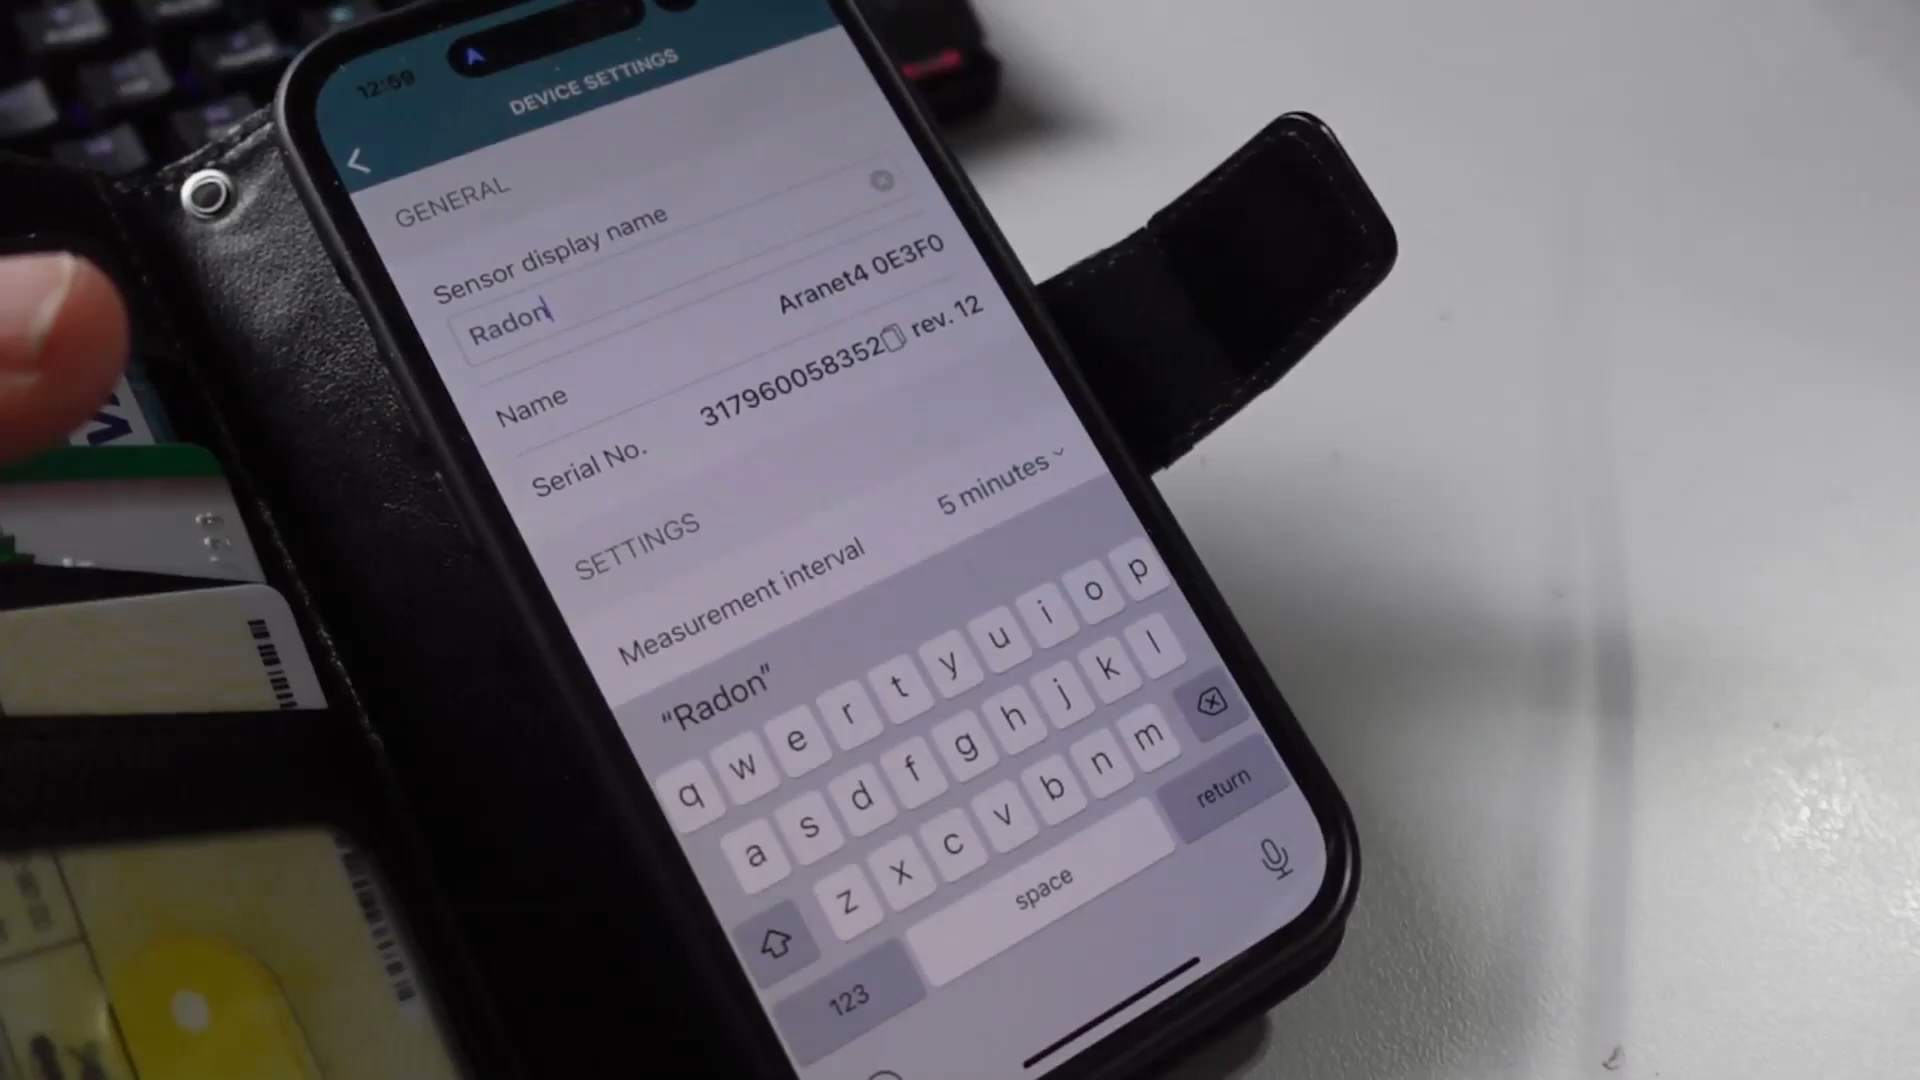 12:59
DEVICE SETTINGS
GENERAL
Sensor display name
Radon
Name Aranet4 0E3F0
Serial No. 317960058352 rev. 12
SETTINGS
Measurement interval 5 minutes
“Radon”
q w e r t y u i o p
a s d f g h j k l
z x c v b n m
123 space return